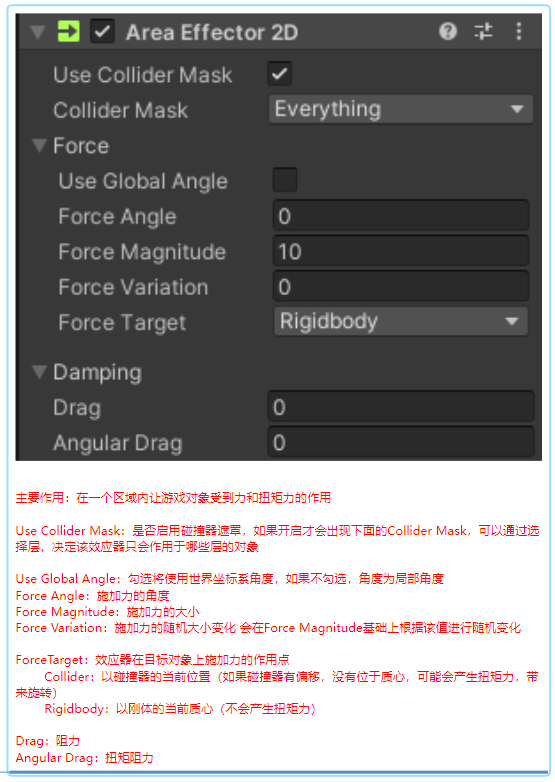 Area Effector 2D
Use Collider Mask
Collider Mask Everything
Force
Use Global Angle
Force Angle 0
Force Magnitude 10
Force Variation 0
Force Target Rigidbody
Damping
Drag 0
Angular Drag 0
主要作用：在一个区域内让游戏对象受到力和扭矩力的作用
Use Collider Mask：是否启用碰撞器遮罩，如果开启才会出现下面的Collider Mask，可以通过选
择层，决定该效应器只会作用于哪些层的对象
Use Global Angle：勾选将使用世界坐标系角度，如果不勾选，角度为局部角度
Force Angle：施加力的角度
Force Magnitude：施加力的大小
Force Variation：施加力的随机大小变化 会在Force Magnitude基础上根据该值进行随机变化
ForceTarget：效应器在目标对象上施加力的作用点
Collider：以碰撞器的当前位置（如果碰撞器有偏移，没有位于质心，可能会产生扭矩力，带
来旋转）
Rigidbody：以刚体的当前质心（不会产生扭矩力）
Drag：阻力
Angular Drag：扭矩阻力